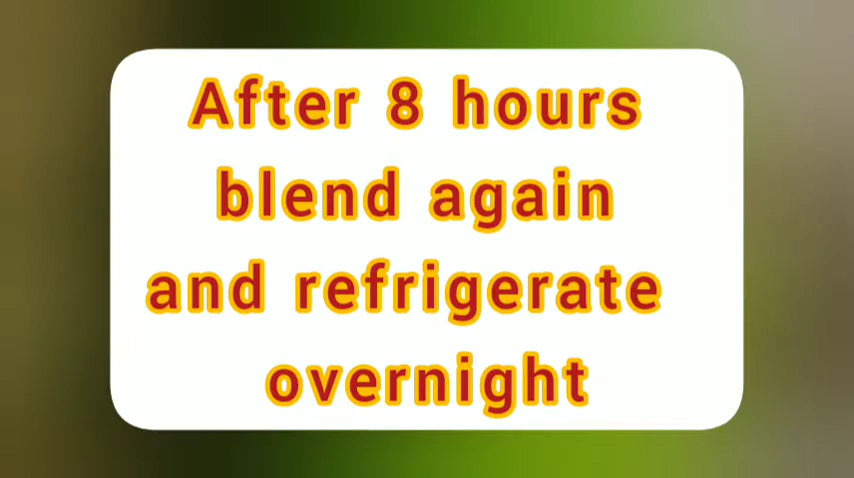 After 8 hours
blend again
and refrigerate
overnight